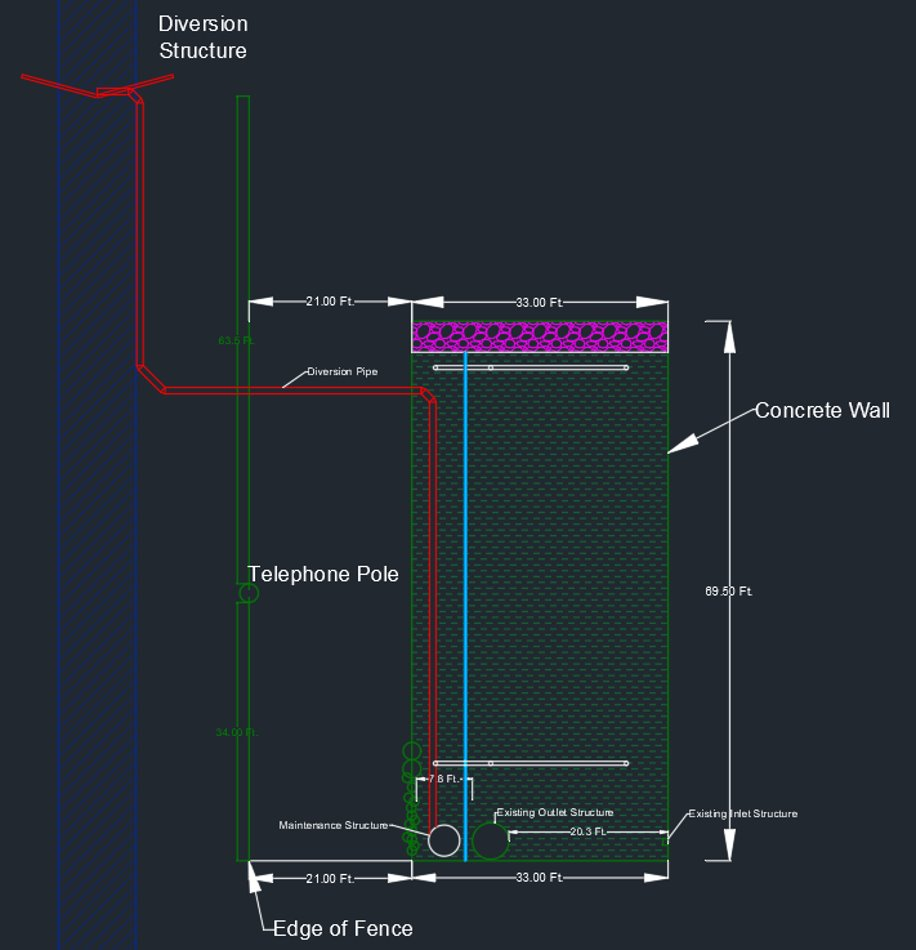 Diversion
Structure
21.00 Ft.
33.00 Ft.
63.5 Ft.
Diversion Pipe
Concrete Wall
Telephone Pole
69.50 Ft.
34.00 Ft.
7.6 Ft.
Existing Outlet Structure
Existing Inlet Structure
Maintenance Structure
20.3 Ft.
21.00 Ft.
33.00 Ft.
Edge of Fence